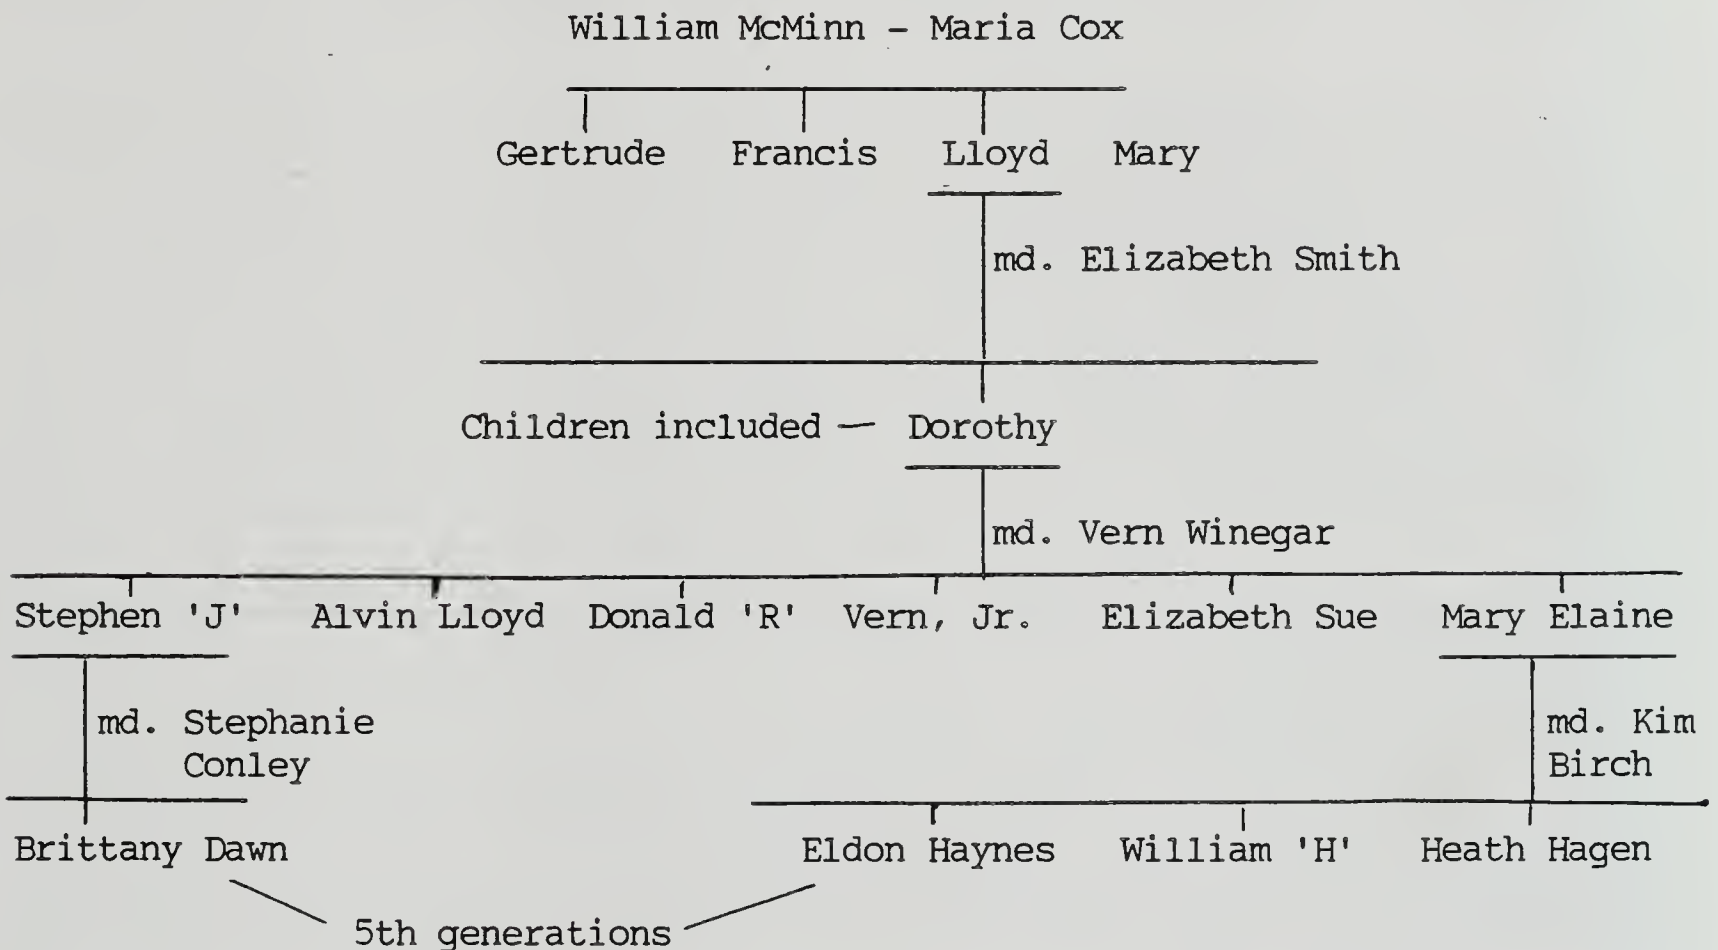 William McMinn - Maria Cox
Gertrude Francis Lloyd Mary
md. Elizabeth Smith
Children included — Dorothy
md. Vern Winegar
Stephen 'J' Alvin Lloyd Donald 'R' Vern, Jr. Elizabeth Sue Mary Elaine
md. Stephanie
Conley
md. Kim
Birch
Brittany Dawn Eldon Haynes William 'H' Heath Hagen
5th generations